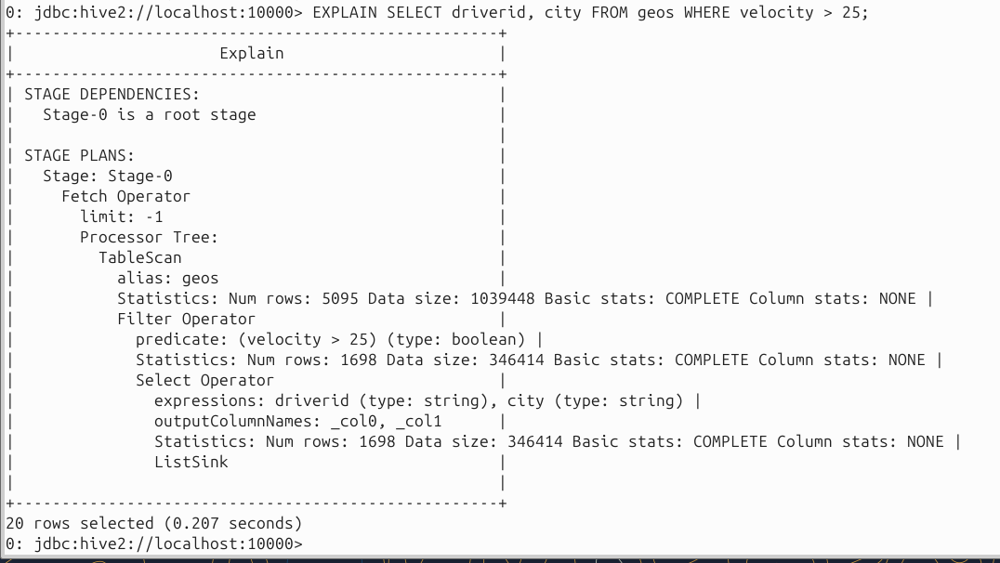 0: jdbc:hive2://localhost:10000> EXPLAIN SELECT driverid, city FROM geos WHERE velocity > 25;
+----------------------------------------------------+
|                      Explain                       |
+----------------------------------------------------+
| STAGE DEPENDENCIES:                                |
|   Stage-0 is a root stage                          |
|                                                    |
| STAGE PLANS:                                       |
|   Stage: Stage-0                                   |
|     Fetch Operator                                 |
|       limit: -1                                    |
|       Processor Tree:                              |
|         TableScan                                  |
|           alias: geos                              |
|           Statistics: Num rows: 5095 Data size: 1039448 Basic stats: COMPLETE Column stats: NONE |
|           Filter Operator                          |
|             predicate: (velocity > 25) (type: boolean) |
|             Statistics: Num rows: 1698 Data size: 346414 Basic stats: COMPLETE Column stats: NONE |
|             Select Operator                        |
|               expressions: driverid (type: string), city (type: string) |
|               outputColumnNames: _col0, _col1      |
|               Statistics: Num rows: 1698 Data size: 346414 Basic stats: COMPLETE Column stats: NONE |
|               ListSink                             |
|                                                    |
+----------------------------------------------------+
20 rows selected (0.207 seconds)
0: jdbc:hive2://localhost:10000>